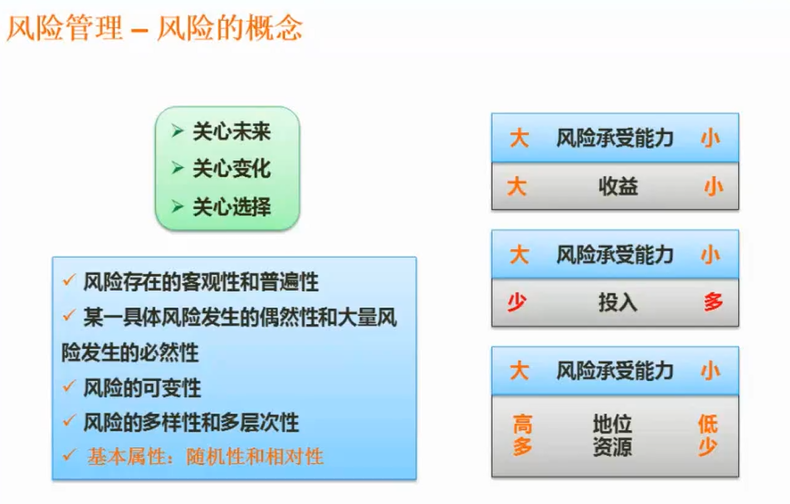 风险管理 – 风险的概念
➢ 关心未来
➢ 关心变化
➢ 关心选择
✓ 风险存在的客观性和普遍性
✓ 某一具体风险发生的偶然性和大量风
险发生的必然性
✓ 风险的可变性
✓ 风险的多样性和多层次性
✓ 基本属性：随机性和相对性
大 风险承受能力 小
大 收益 小
大 风险承受能力 小
少 投入 多
大 风险承受能力 小
高 地位 低
多 资源 少